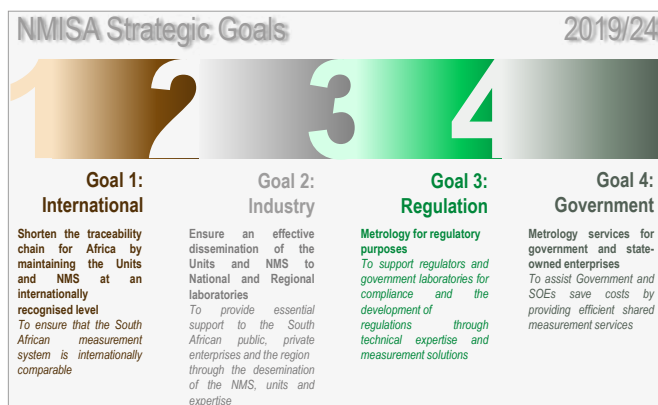 NMISA Strategic Goals 2019/24
1 2 3 4
Goal 1:
International
Shorten the traceability
chain for Africa by
maintaining the Units
and NMS at an
internationally
recognised level
To ensure that the South
African measurement
system is internationally
comparable
Goal 2:
Industry
Ensure an effective
dissemination of the
Units and NMS to
National and Regional
laboratories
To provide essential
support to the South
African public, private
enterprises and the region
through the desemination
of the NMS, units and
expertise
Goal 3:
Regulation
Metrology for regulatory
purposes
To support regulators and
government laboratories for
compliance and the
development of
regulations through
technical expertise and
measurement solutions
Goal 4:
Government
Metrology services for
government and state-
owned enterprises
To assist Government and
SOEs save costs by
providing efficient shared
measurement services